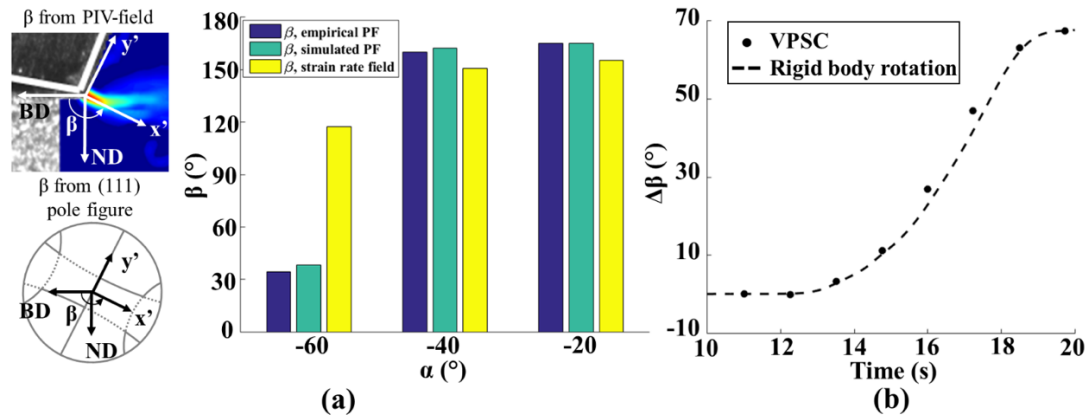 β from PIV-field
y'
BD
β
x'
ND
β from (111)
pole figure
y'
BD
β
x'
ND
β, empirical PF
β, simulated PF
β, strain rate field
β (°)
180
150
120
90
60
30
0
-60
-40
-20
α (°)
(a)
VPSC
Rigid body rotation
Δβ (°)
70
50
30
10
-10
10
12
14
16
18
20
Time (s)
(b)